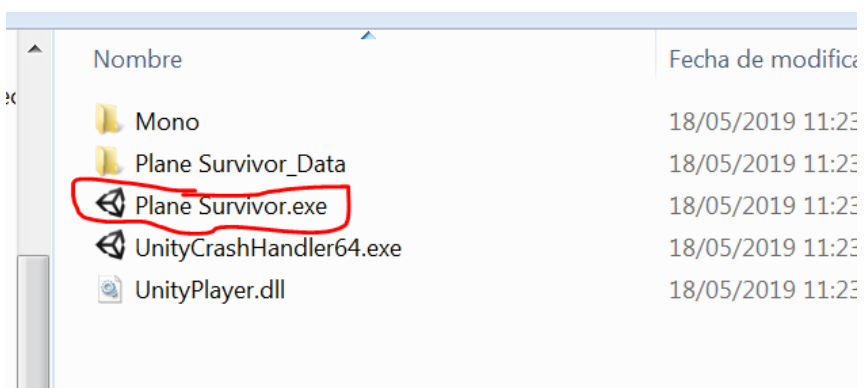 Nombre Fecha de modifica
Mono 18/05/2019 11:23
Plane Survivor_Data 18/05/2019 11:23
Plane Survivor.exe 18/05/2019 11:23
UnityCrashHandler64.exe 18/05/2019 11:23
UnityPlayer.dll 18/05/2019 11:23